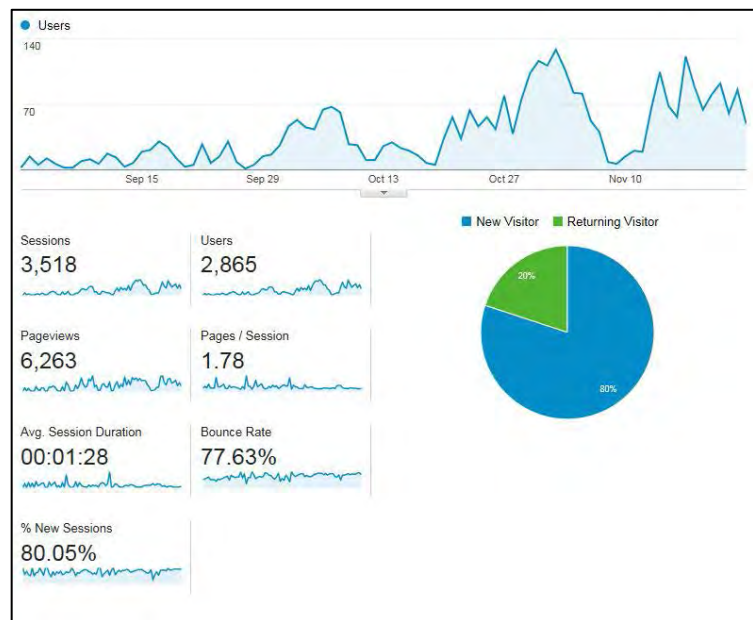 Users
140
70
Sep 15 Sep 29 Oct 13 Oct 27 Nov 10
New Visitor Returning Visitor
Sessions Users
3,518 2,865
20%
80%
Pageviews Pages / Session
6,263 1.78
Avg. Session Duration Bounce Rate
00:01:28 77.63%
% New Sessions
80.05%